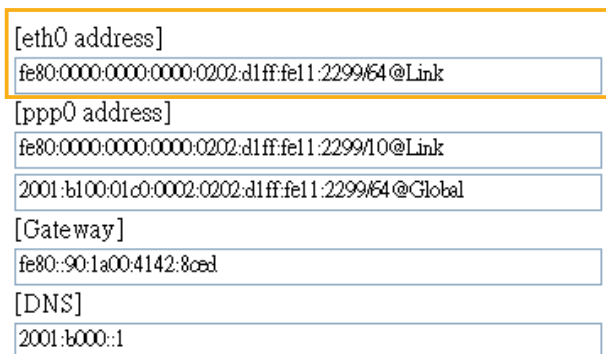 [eth0 address]
fe80:0000:0000:0000:0202:d1ff:fe11:2299/64@Link
[ppp0 address]
fe80:0000:0000:0000:0202:d1ff:fe11:2299/10@Link
2001:b100:01c0:0002:0202:d1ff:fe11:2299/64@Global
[Gateway]
fe80::90:1a00:4142:8ced
[DNS]
2001:b000::1